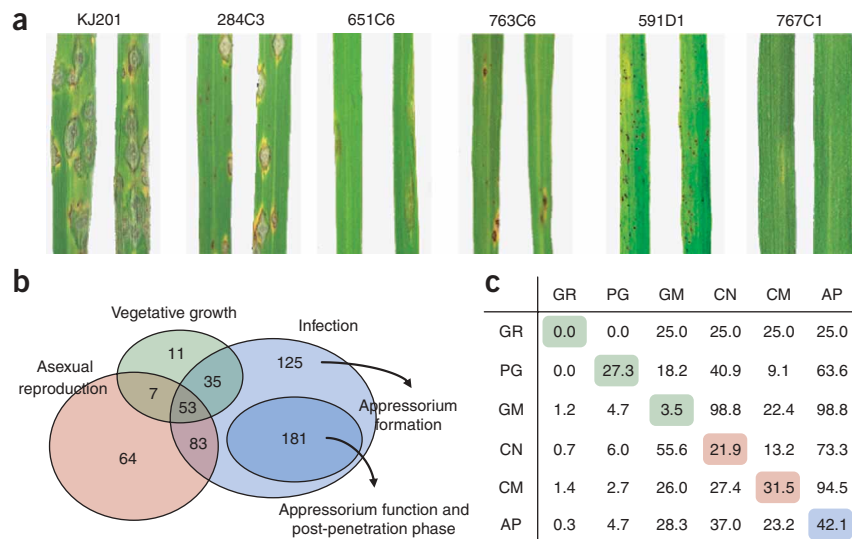 a
KJ201 284C3 651C6 763C6 591D1 767C1
b
Vegetative growth
Infection
Asexual
reproduction
11
125
7
35
53
83
64
181
Appressorium
formation
Appressorium function and
post-penetration phase
c
GR PG GM CN CM AP
GR 0.0 0.0 25.0 25.0 25.0 25.0
PG 0.0 27.3 18.2 40.9 9.1 63.6
GM 1.2 4.7 3.5 98.8 22.4 98.8
CN 0.7 6.0 55.6 21.9 13.2 73.3
CM 1.4 2.7 26.0 27.4 31.5 94.5
AP 0.3 4.7 28.3 37.0 23.2 42.1